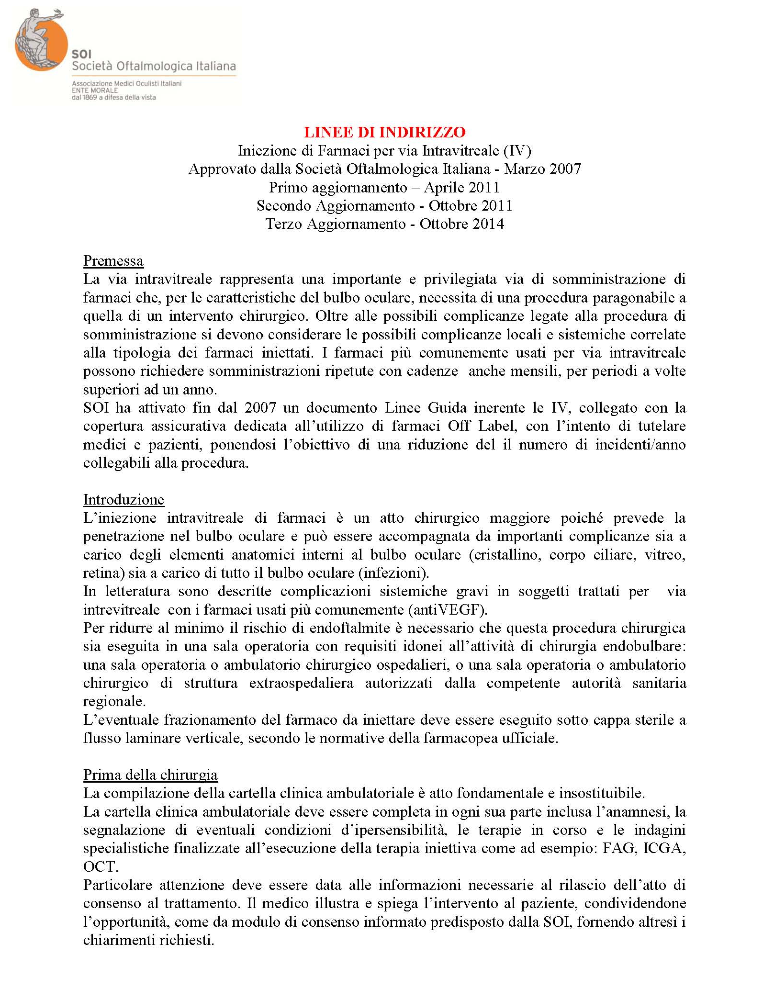 SOI
Società Oftalmologica Italiana
Associazione Medici Oculisti Italiani
ENTE MORALE
dal 1869 a difesa della vista
LINEE DI INDIRIZZO
Iniezione di Farmaci per via Intravitreale (IV)
Approvato dalla Società Oftalmologica Italiana - Marzo 2007
Primo aggiornamento – Aprile 2011
Secondo Aggiornamento - Ottobre 2011
Terzo Aggiornamento - Ottobre 2014
Premessa
La via intravitreale rappresenta una importante e privilegiata via di somministrazione di
farmaci che, per le caratteristiche del bulbo oculare, necessita di una procedura paragonabile a
quella di un intervento chirurgico. Oltre alle possibili complicanze legate alla procedura di
somministrazione si devono considerare le possibili complicanze locali e sistemiche correlate
alla tipologia dei farmaci iniettati. I farmaci più comunemente usati per via intravitreale
possono richiedere somministrazioni ripetute con cadenze anche mensili, per periodi a volte
superiori ad un anno.
SOI ha attivato fin dal 2007 un documento Linee Guida inerente le IV, collegato con la
copertura assicurativa dedicata all’utilizzo di farmaci Off Label, con l’intento di tutelare
medici e pazienti, ponendosi l’obiettivo di una riduzione del il numero di incidenti/anno
collegabili alla procedura.
Introduzione
L’iniezione intravitreale di farmaci è un atto chirurgico maggiore poiché prevede la
penetrazione nel bulbo oculare e può essere accompagnata da importanti complicanze sia a
carico degli elementi anatomici interni al bulbo oculare (cristallino, corpo ciliare, vitreo,
retina) sia a carico di tutto il bulbo oculare (infezioni).
In letteratura sono descritte complicazioni sistemiche gravi in soggetti trattati per via
intrevitreale con i farmaci usati più comunemente (antiVEGF).
Per ridurre al minimo il rischio di endoftalmite è necessario che questa procedura chirurgica
sia eseguita in una sala operatoria con requisiti idonei all’attività di chirurgia endobulbare:
una sala operatoria o ambulatorio chirurgico ospedalieri, o una sala operatoria o ambulatorio
chirurgico di struttura extraospedaliera autorizzati dalla competente autorità sanitaria
regionale.
L’eventuale frazionamento del farmaco da iniettare deve essere eseguito sotto cappa sterile a
flusso laminare verticale, secondo le normative della farmacopea ufficiale.
Prima della chirurgia
La compilazione della cartella clinica ambulatoriale è atto fondamentale e insostituibile.
La cartella clinica ambulatoriale deve essere completa in ogni sua parte inclusa l’anamnesi, la
segnalazione di eventuali condizioni d’ipersensibilità, le terapie in corso e le indagini
specialistiche finalizzate all’esecuzione della terapia iniettiva come ad esempio: FAG, ICGA,
OCT.
Particolare attenzione deve essere data alle informazioni necessarie al rilascio dell’atto di
consenso al trattamento. Il medico illustra e spiega l’intervento al paziente, condividendone
l’opportunità, come da modulo di consenso informato predisposto dalla SOI, fornendo altresì i
chiarimenti richiesti.